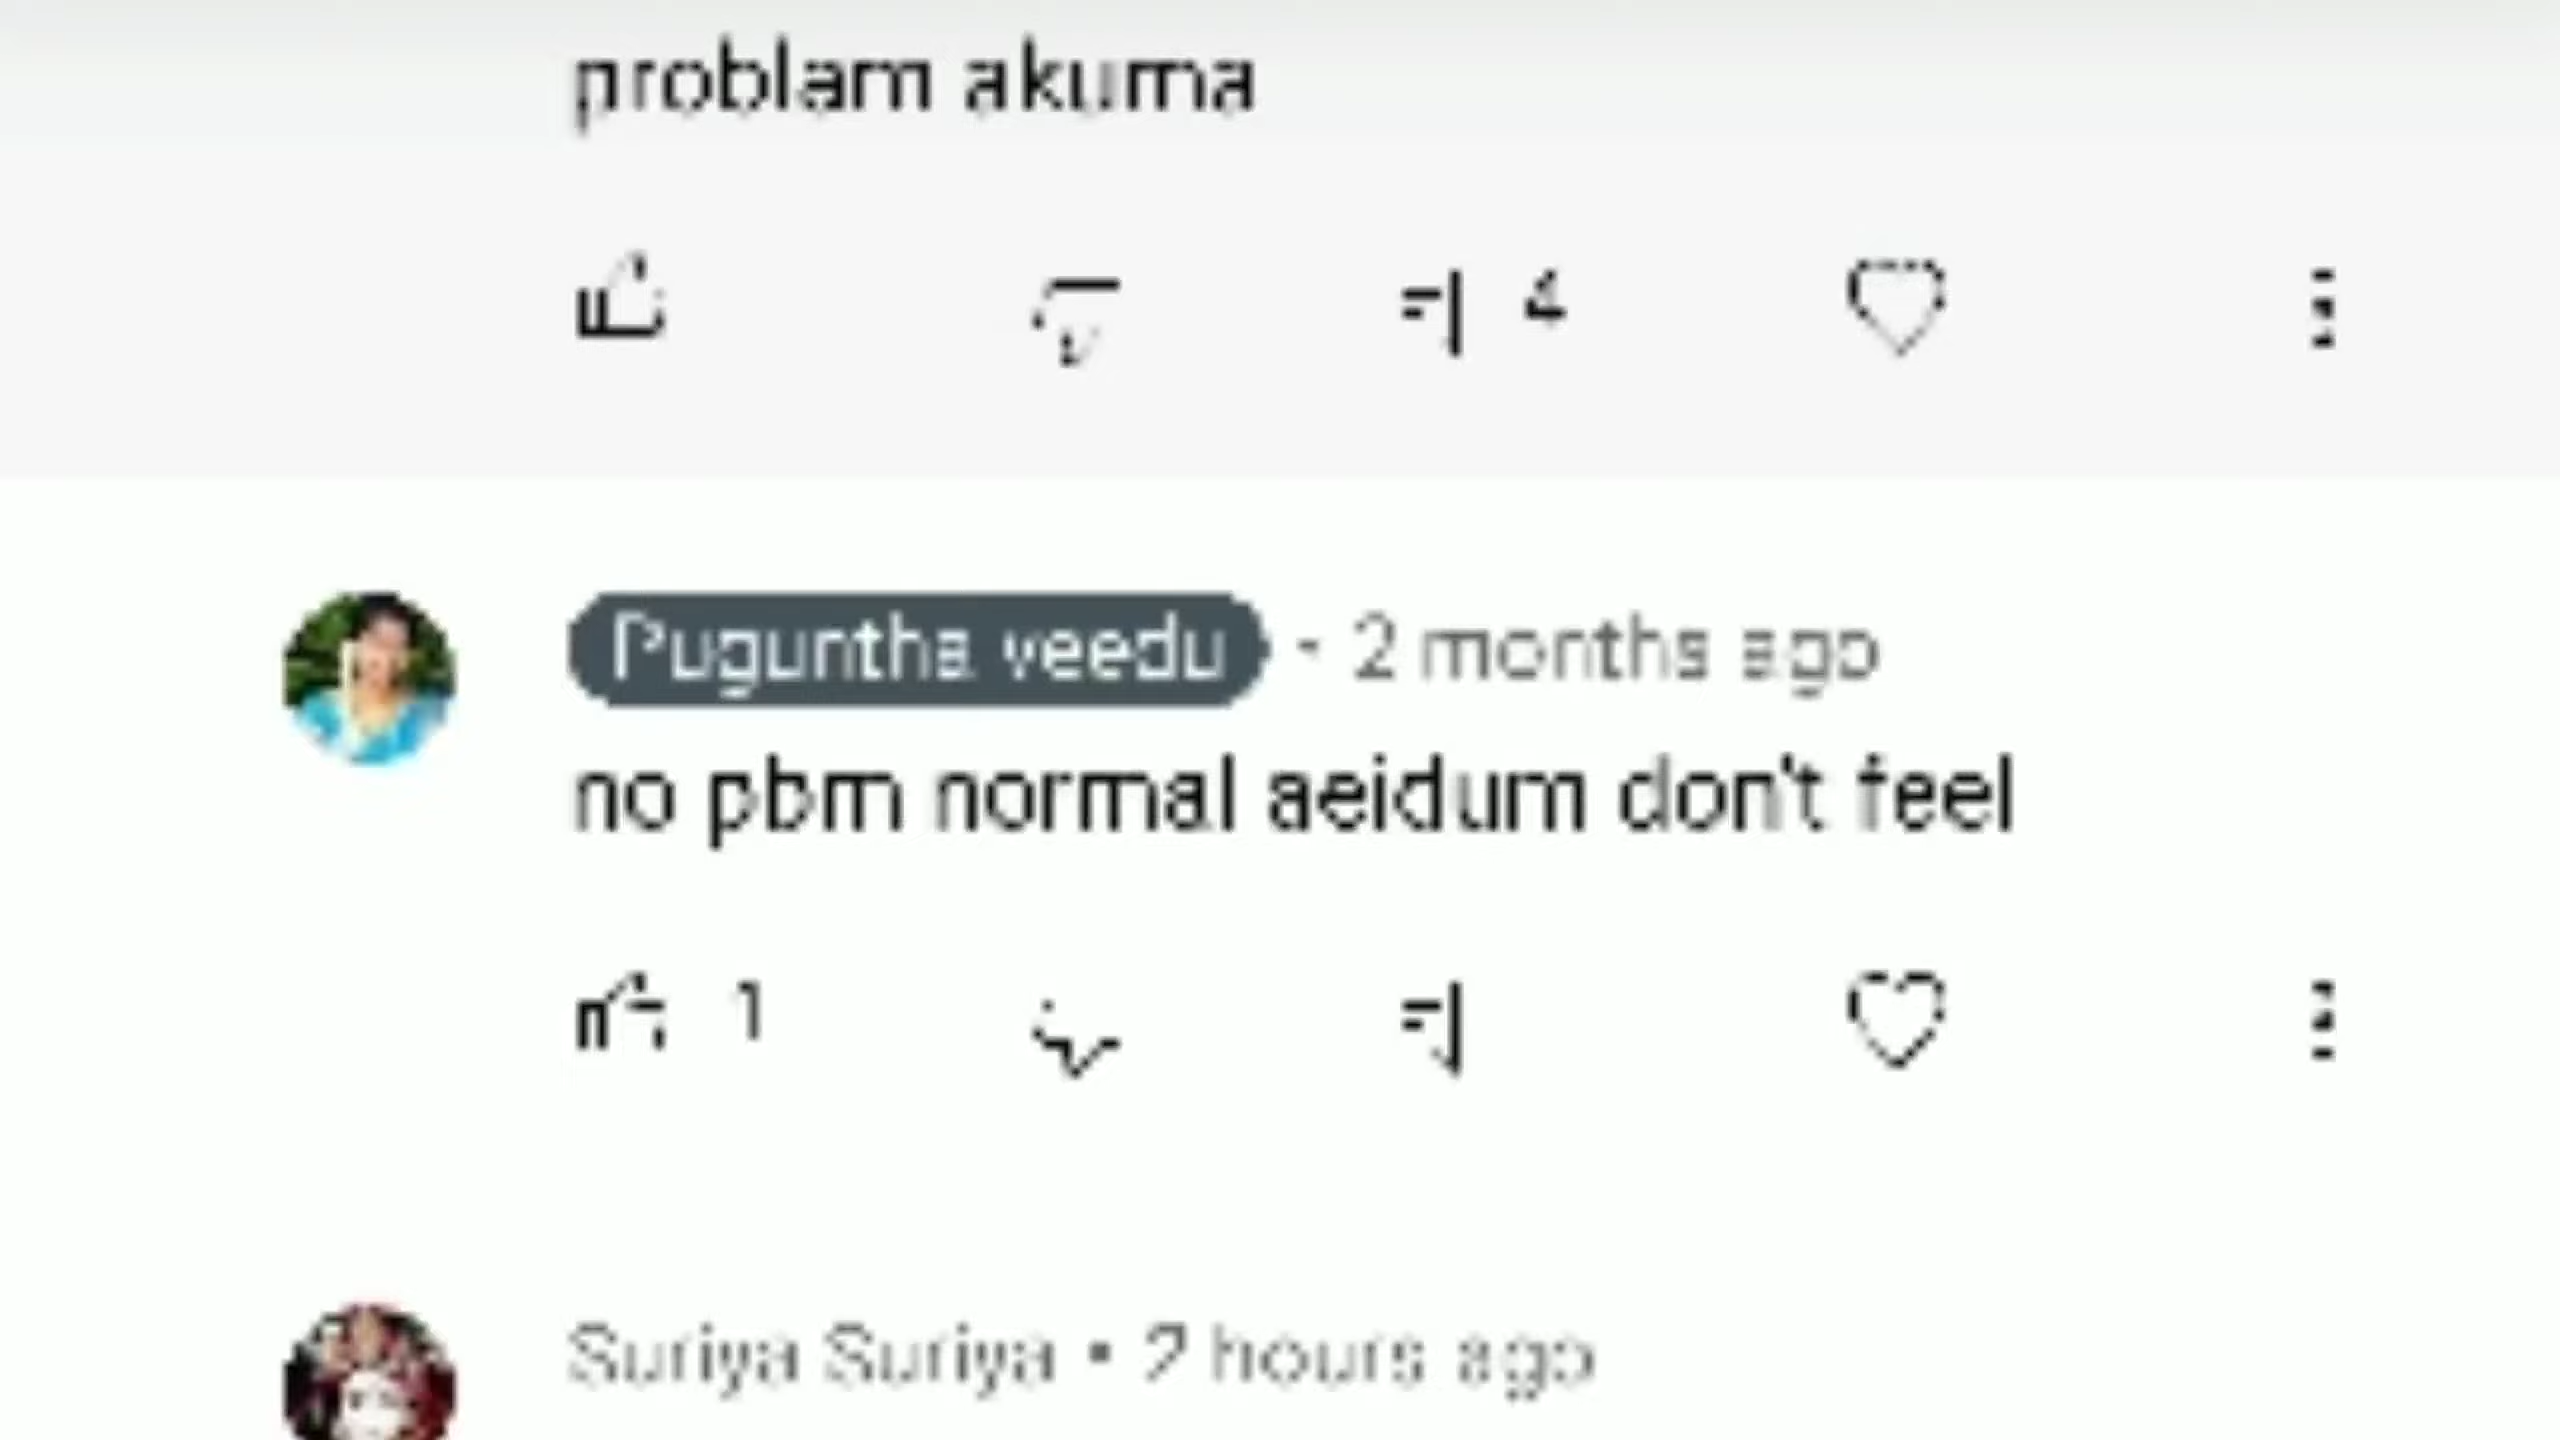 problam akuma
4
Puguntha veedu • 2 months ago
no pbm normal aeidum don't feel
1
Suriya Suriya • 2 hours ago